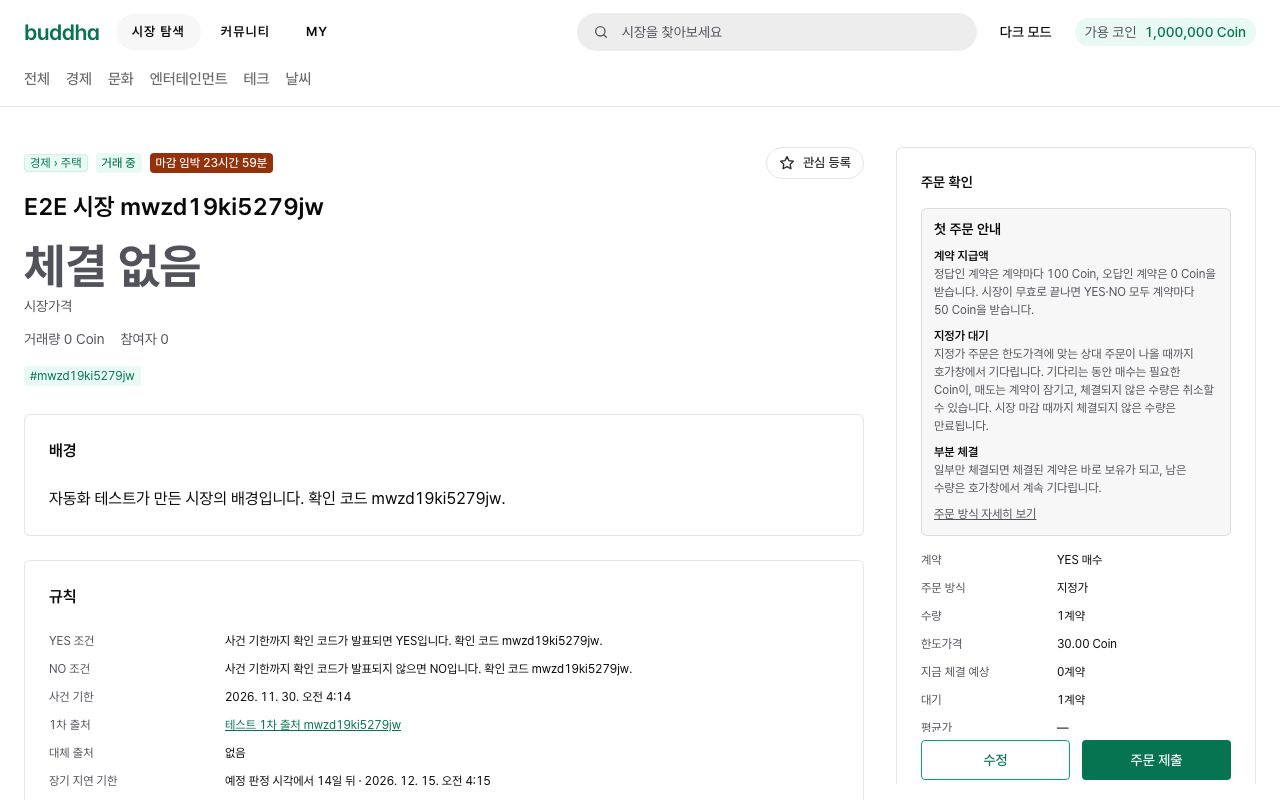 buddha
시장 탐색
커뮤니티
MY
시장을 찾아보세요
다크 모드
가용 코인 1,000,000 Coin
전체 경제 문화 엔터테인먼트 테크 날씨
경제 › 주택
거래 중
마감 임박 23시간 59분
관심 등록
E2E 시장 mwzd19ki5279jw
체결 없음
시장가격
거래량 0 Coin 참여자 0
#mwzd19ki5279jw
배경
자동화 테스트가 만든 시장의 배경입니다. 확인 코드 mwzd19ki5279jw.
규칙
YES 조건 사건 기한까지 확인 코드가 발표되면 YES입니다. 확인 코드 mwzd19ki5279jw.
NO 조건 사건 기한까지 확인 코드가 발표되지 않으면 NO입니다. 확인 코드 mwzd19ki5279jw.
사건 기한 2026. 11. 30. 오전 4:14
1차 출처 테스트 1차 출처 mwzd19ki5279jw
대체 출처 없음
장기 지연 기한 예정 판정 시각에서 14일 뒤 · 2026. 12. 15. 오전 4:15
주문 확인
첫 주문 안내
계약 지급액
정답인 계약은 계약마다 100 Coin, 오답인 계약은 0 Coin을
받습니다. 시장이 무효로 끝나면 YES·NO 모두 계약마다
50 Coin을 받습니다.
지정가 대기
지정가 주문은 한도가격에 맞는 상대 주문이 나올 때까지
호가창에서 기다립니다. 기다리는 동안 매수는 필요한
Coin이, 매도는 계약이 잠기고, 체결되지 않은 수량은 취소할
수 있습니다. 시장 마감 때까지 체결되지 않은 수량은
만료됩니다.
부분 체결
일부만 체결되면 체결된 계약은 바로 보유가 되고, 남은
수량은 호가창에서 계속 기다립니다.
주문 방식 자세히 보기
계약 YES 매수
주문 방식 지정가
수량 1계약
한도가격 30.00 Coin
지금 체결 예상 0계약
대기 1계약
평균가 —
수정
주문 제출